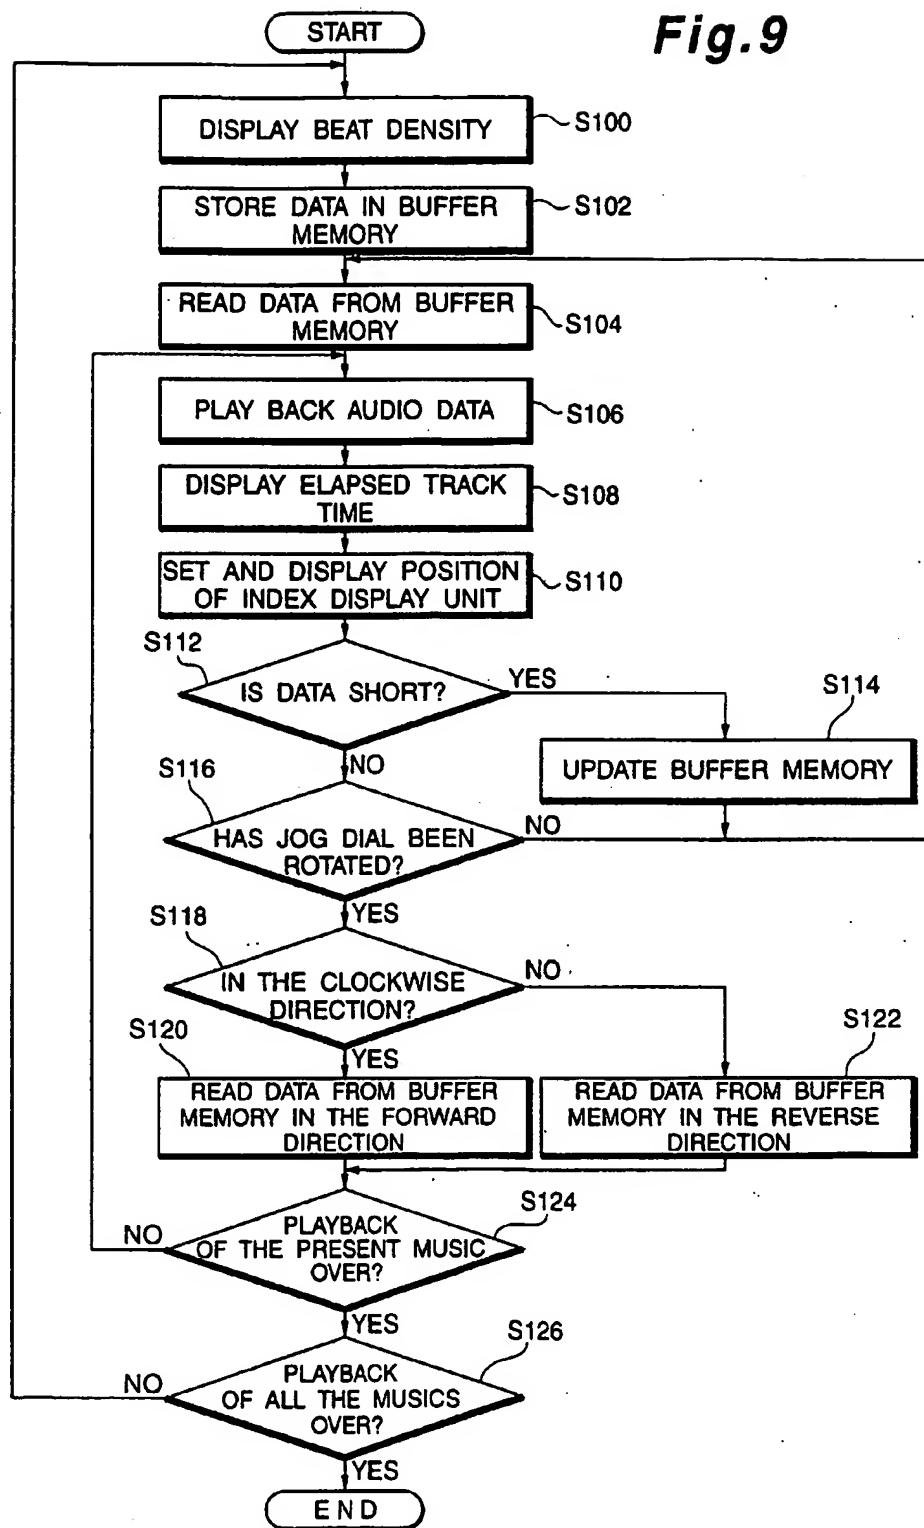 Fig.9
START
DISPLAY BEAT DENSITY
S100
STORE DATA IN BUFFER
MEMORY
S102
READ DATA FROM BUFFER
MEMORY
S104
PLAY BACK AUDIO DATA
S106
DISPLAY ELAPSED TRACK
TIME
S108
SET AND DISPLAY POSITION
OF INDEX DISPLAY UNIT
S110
S112
IS DATA SHORT?
YES
NO
S114
UPDATE BUFFER MEMORY
S116
HAS JOG DIAL BEEN
ROTATED?
NO
YES
S118
IN THE CLOCKWISE
DIRECTION?
NO
YES
S120
READ DATA FROM BUFFER
MEMORY IN THE FORWARD
DIRECTION
S122
READ DATA FROM BUFFER
MEMORY IN THE REVERSE
DIRECTION
S124
PLAYBACK
OF THE PRESENT MUSIC
OVER?
NO
YES
S126
PLAYBACK
OF ALL THE MUSICS
OVER?
NO
YES
END